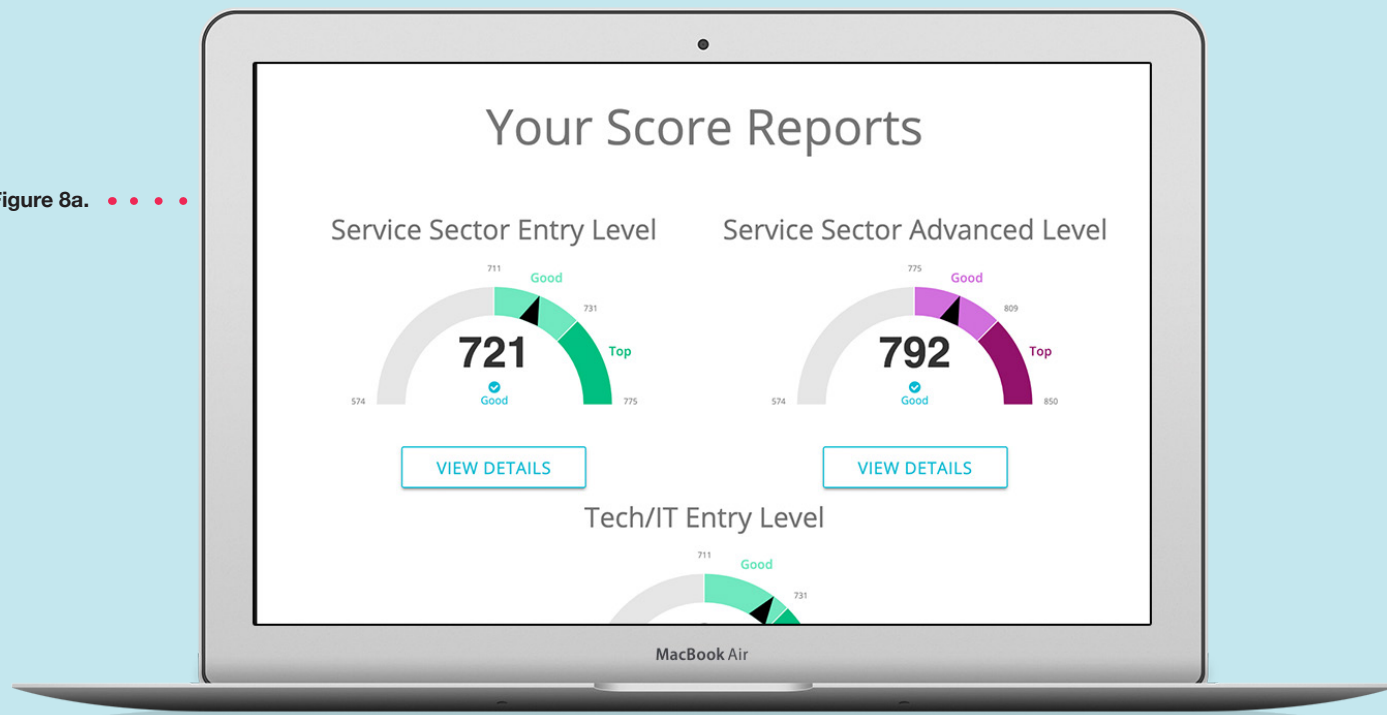 Your Score Reports
Figure 8a.
Service Sector Entry Level
711
Good
731
721
Top
Good
574
775
VIEW DETAILS
Service Sector Advanced Level
775
Good
809
792
Top
Good
574
850
VIEW DETAILS
Tech/IT Entry Level
711
Good
731
MacBook Air